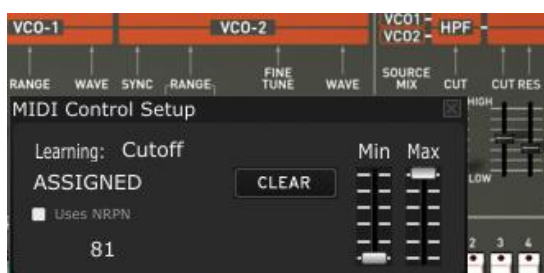 VCO-1 VCO-2 VCO1 VCO2 HPF
RANGE WAVE SYNC RANGE FINE TUNE WAVE SOURCE MIX CUT CUT RES
MIDI Control Setup
HIGH
Learning: Cutoff Min Max
ASSIGNED CLEAR
LOW
Uses NRPN
81
2 3 4